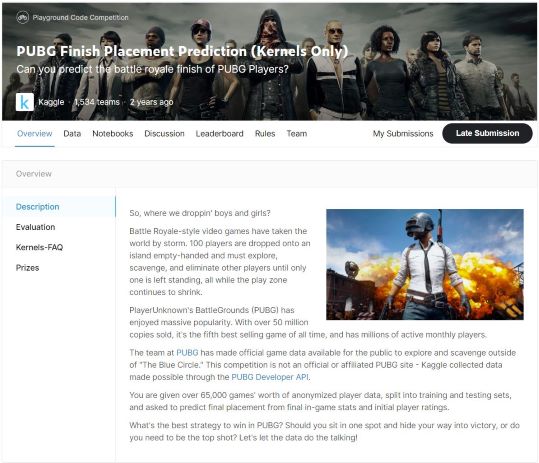 Playground Code Competition
PUBG Finish Placement Prediction (Kernels Only)
Can you predict the battle royale finish of PUBG Players?
k Kaggle · 1,534 teams · 2 years ago
Overview Data Notebooks Discussion Leaderboard Rules Team My Submissions Late Submission
Overview
Description
Evaluation
Kernels-FAQ
Prizes
So, where we droppin' boys and girls?
Battle Royale-style video games have taken the
world by storm. 100 players are dropped onto an
island empty-handed and must explore,
scavenge, and eliminate other players until only
one is left standing, all while the play zone
continues to shrink.
PlayerUnknown's BattleGrounds (PUBG) has
enjoyed massive popularity. With over 50 million
copies sold, it's the fifth best selling game of all time, and has millions of active monthly players.
The team at PUBG has made official game data available for the public to explore and scavenge outside
of "The Blue Circle." This competition is not an official or affiliated PUBG site - Kaggle collected data
made possible through the PUBG Developer API.
You are given over 65,000 games' worth of anonymized player data, split into training and testing sets,
and asked to predict final placement from final in-game stats and initial player ratings.
What's the best strategy to win in PUBG? Should you sit in one spot and hide your way into victory, or do
you need to be the top shot? Let's let the data do the talking!